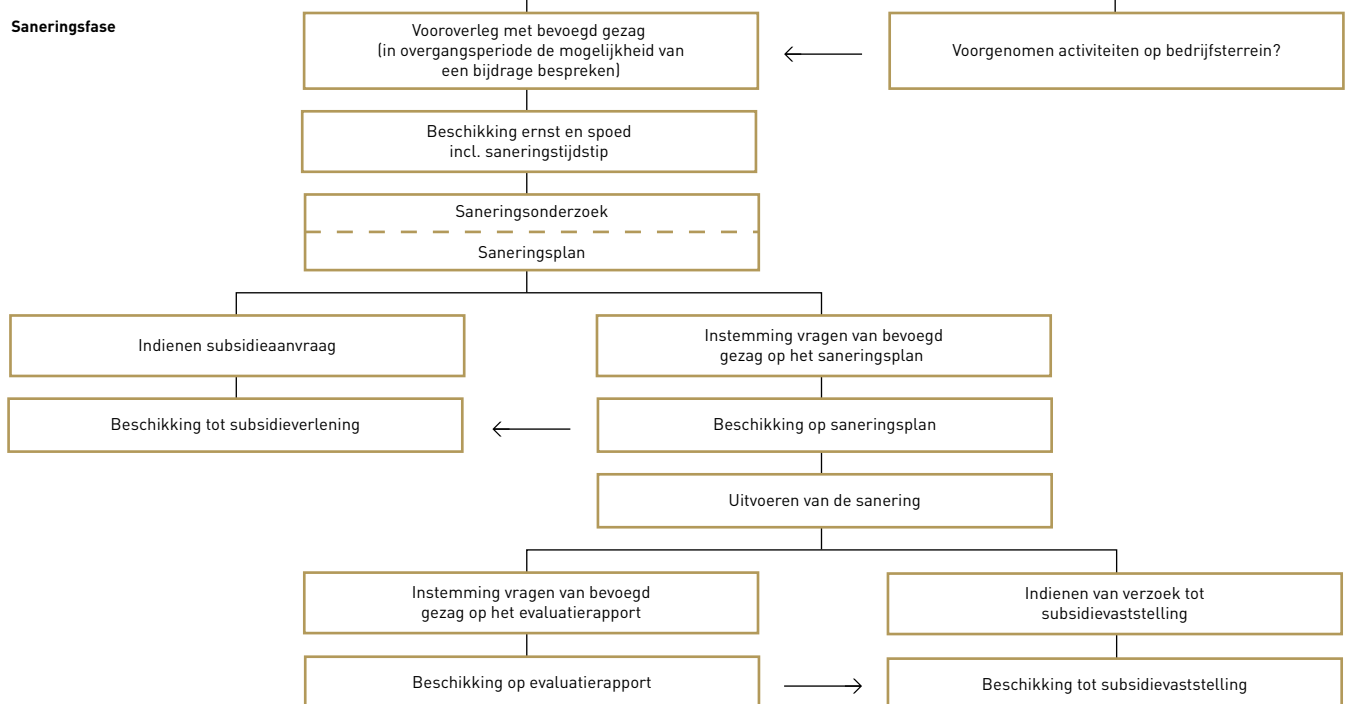 Saneringsfase
Vooroverleg met bevoegd gezag
(in overgangsperiode de mogelijkheid van
een bijdrage bespreken)
Voorgenomen activiteiten op bedrijfsterrein?
Beschikking ernst en spoed
incl. saneringstijdstip
Saneringsonderzoek
Saneringsplan
Indienen subsidieaanvraag
Instemming vragen van bevoegd
gezag op het saneringsplan
Beschikking tot subsidieverlening
Beschikking op saneringsplan
Uitvoeren van de sanering
Instemming vragen van bevoegd
gezag op het evaluatierapport
Indienen van verzoek tot
subsidievaststelling
Beschikking op evaluatierapport
Beschikking tot subsidievaststelling